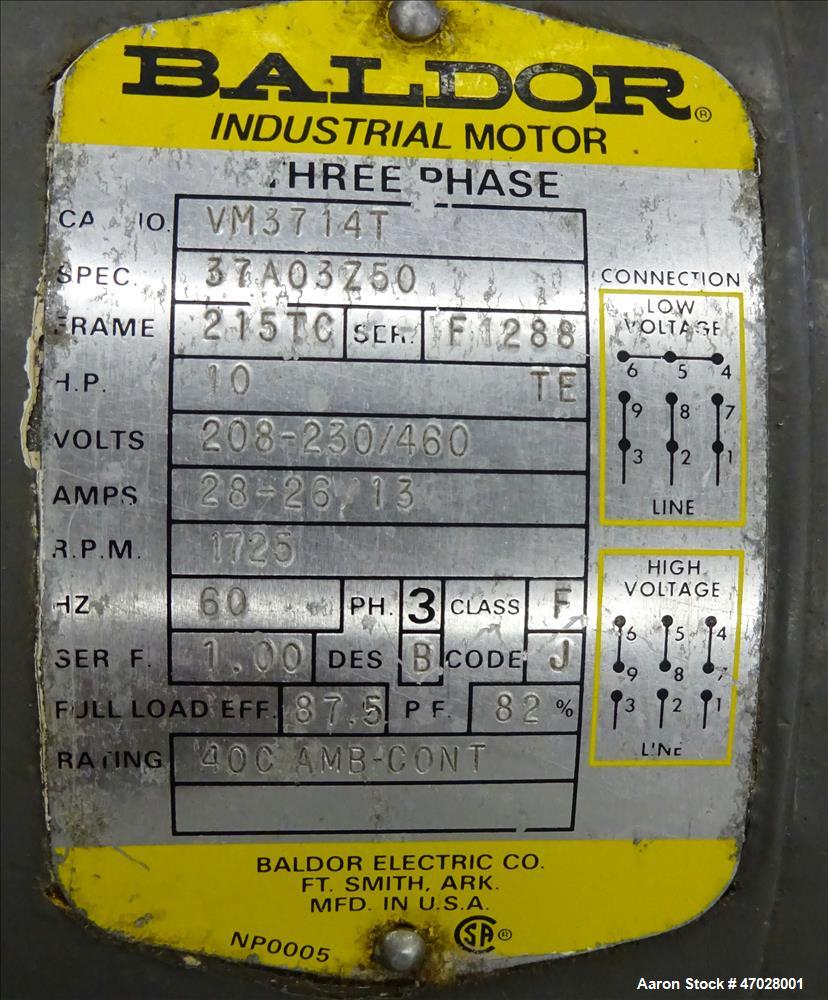 BALDOR®
INDUSTRIAL MOTOR
THREE PHASE
CAT NO. VM3714T
SPEC. 37A03Z50
FRAME 215TC SER. F1288
H.P. 10 TE
VOLTS 208-230/460
AMPS 28-26/13
R.P.M. 1725
HZ 60 PH. 3 CLASS F
SER F. 1.00 DES B CODE J
FULL LOAD EFF. 87.5 P F. 82 %
RATING 40C AMB-CONT
CONNECTION
LOW
VOLTAGE
6 5 4
9 8 7
3 2 1
LINE
HIGH
VOLTAGE
6 5 4
9 8 7
3 2 1
LINE
BALDOR ELECTRIC CO.
FT. SMITH, ARK.
MFD. IN U.S.A.
NP0005 SA®
Aaron Stock # 47028001